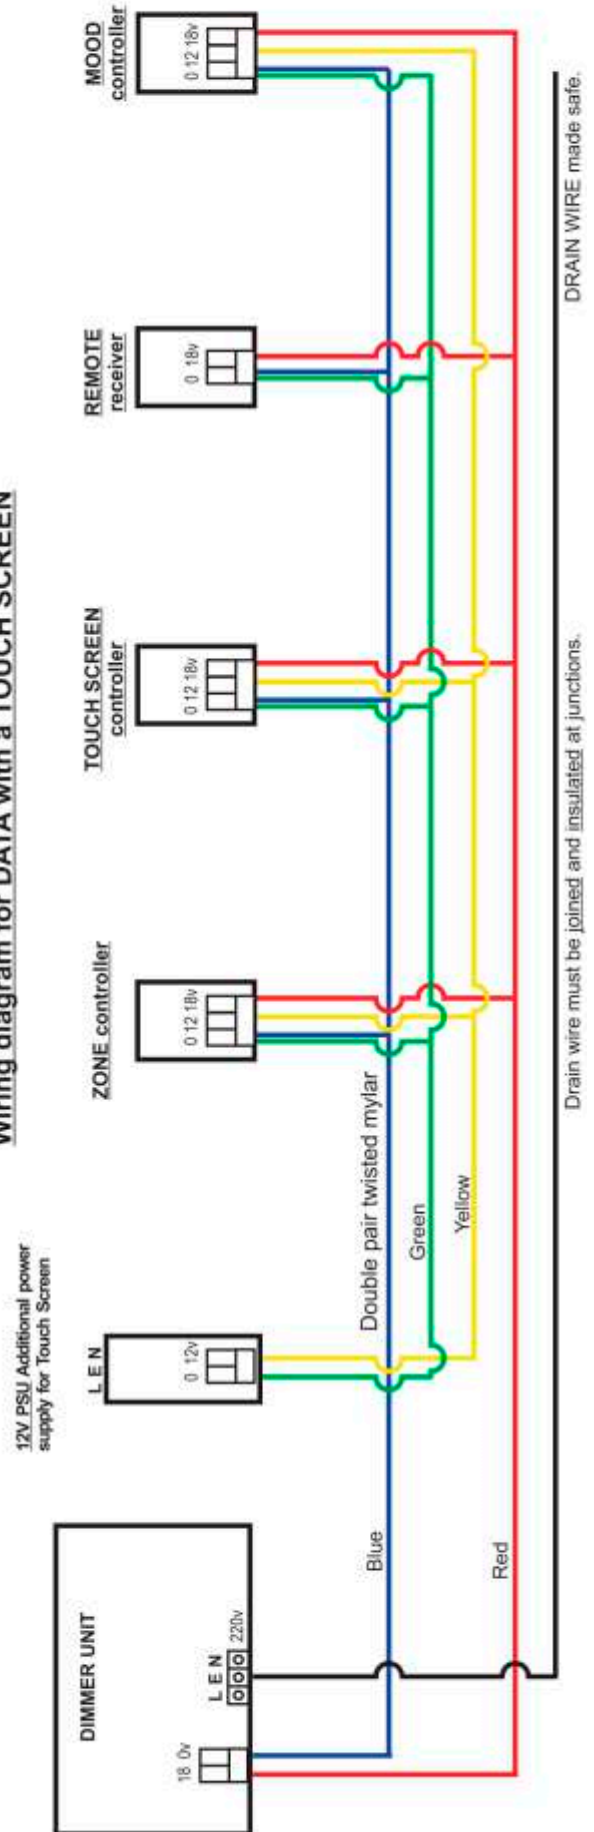 Wiring diagram for DATA with a TOUCH SCREEN
12V PSU Additional power
supply for Touch Screen
DIMMER UNIT
18 0v
L E N
220v
L E N
0 12v
ZONE controller
0 12 18v
TOUCH SCREEN
controller
0 12 18v
REMOTE
receiver
0 18v
MOOD
controller
0 12 18v
Blue
Double pair twisted mylar
Green
Yellow
Red
Drain wire must be joined and insulated at junctions.
DRAIN WIRE made safe.